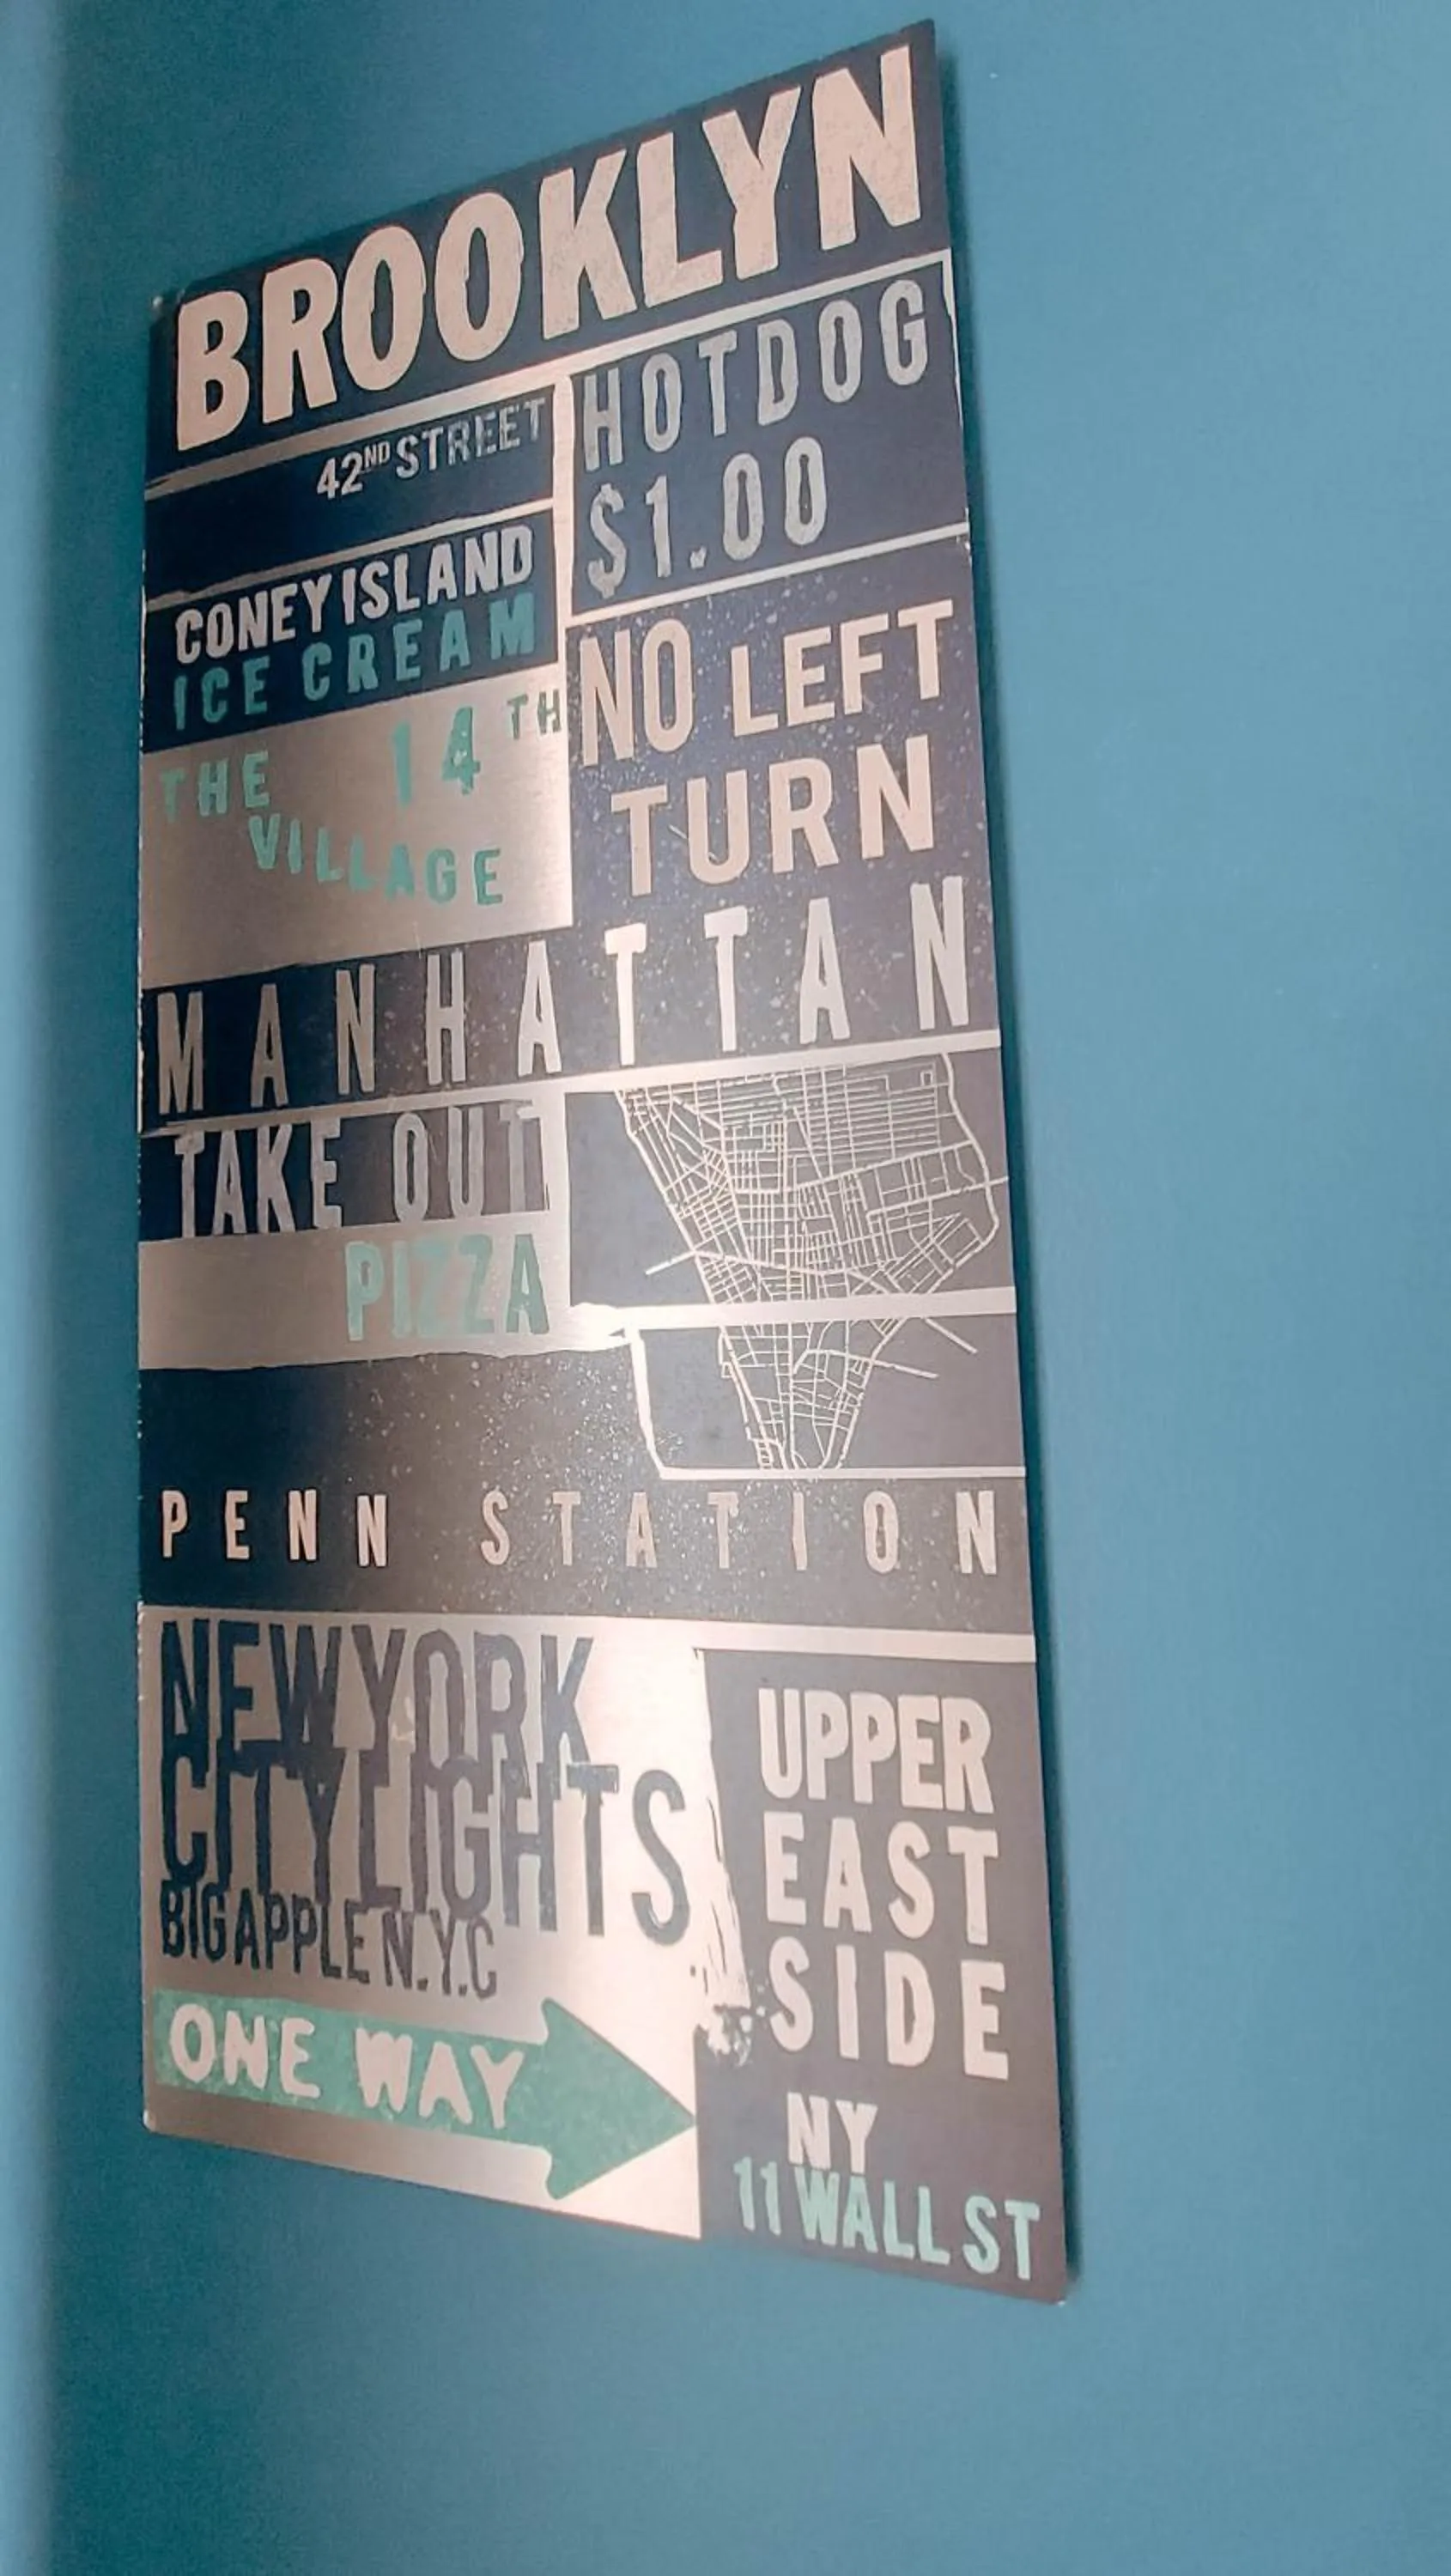 BROOKLYN
42ND STREET
HOTDOG
$1.00
CONEY ISLAND
ICE CREAM
NO LEFT
TURN
14TH
THE
VILLAGE
MANHATTAN
TAKE OUT
PIZZA
PENN STATION
NEWYORK
CITYLIGHTS
BIGAPPLE N.Y.C
ONE WAY
UPPER
EAST
SIDE
NY
11 WALL ST